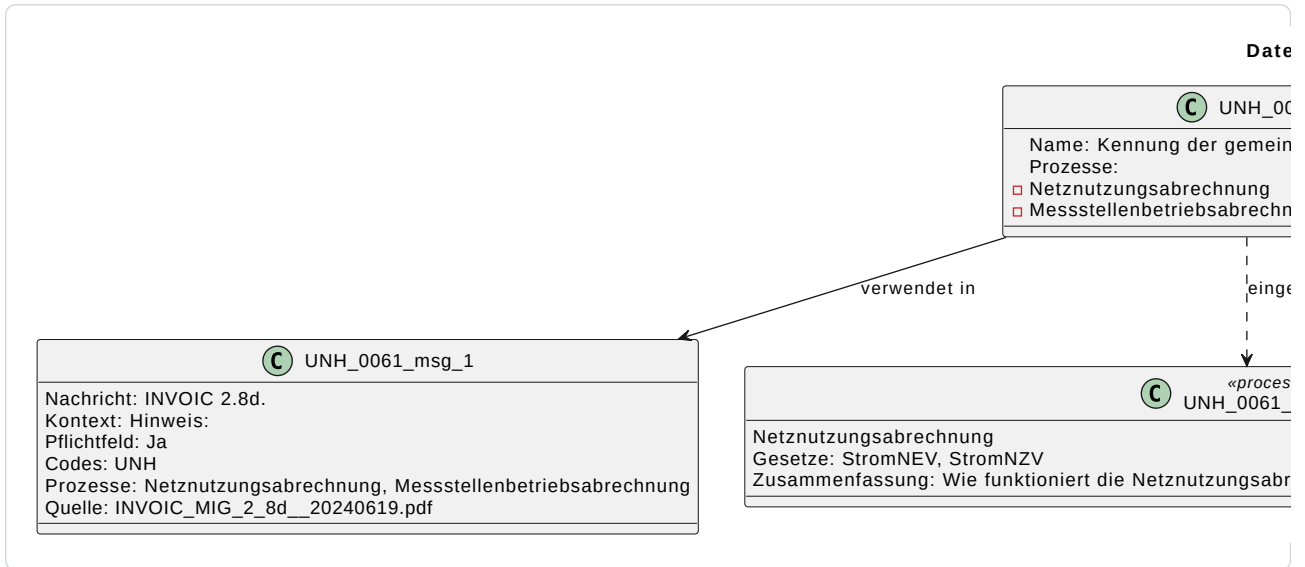 Date
C UNH_00
Name: Kennung der gemein
Prozesse:
Netznutzungsabrechnung
Messstellenbetriebsabrechn
verwendet in
einge
C UNH_0061_msg_1
Nachricht: INVOIC 2.8d.
Kontext: Hinweis:
Pflichtfeld: Ja
Codes: UNH
Prozesse: Netznutzungsabrechnung, Messstellenbetriebsabrechnung
Quelle: INVOIC_MIG_2_8d__20240619.pdf
«proces
C UNH_0061_
Netznutzungsabrechnung
Gesetze: StromNEV, StromNZV
Zusammenfassung: Wie funktioniert die Netznutzungsabr